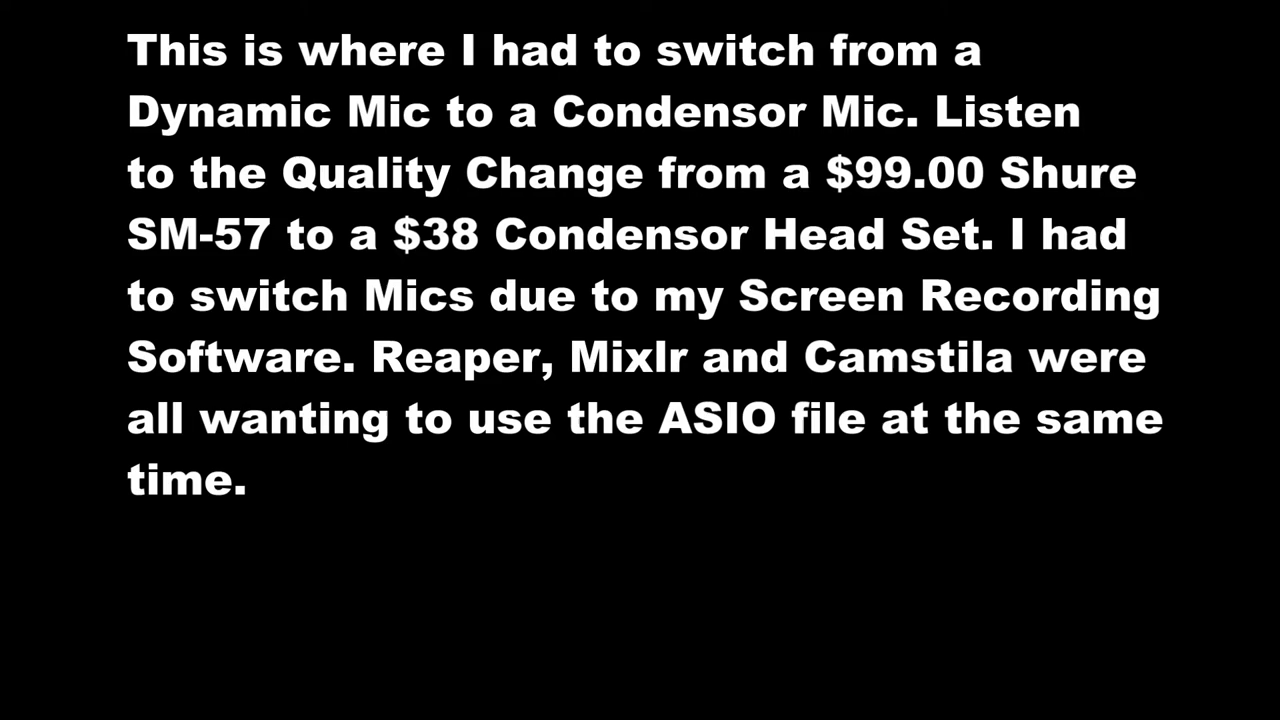 This is where I had to switch from a
Dynamic Mic to a Condensor Mic. Listen
to the Quality Change from a $99.00 Shure
SM-57 to a $38 Condensor Head Set. I had
to switch Mics due to my Screen Recording
Software. Reaper, Mixlr and Camstila were
all wanting to use the ASIO file at the same
time.